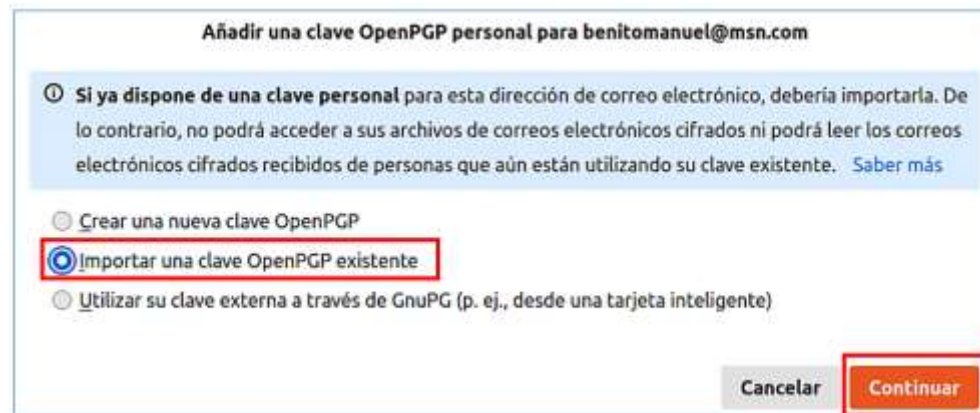 Añadir una clave OpenPGP personal para benitomanuel@msn.com
Si ya dispone de una clave personal para esta dirección de correo electrónico, debería importarla. De
lo contrario, no podrá acceder a sus archivos de correos electrónicos cifrados ni podrá leer los correos
electrónicos cifrados recibidos de personas que aún están utilizando su clave existente. Saber más
Crear una nueva clave OpenPGP
Importar una clave OpenPGP existente
Utilizar su clave externa a través de GnuPG (p. ej., desde una tarjeta inteligente)
Cancelar Continuar